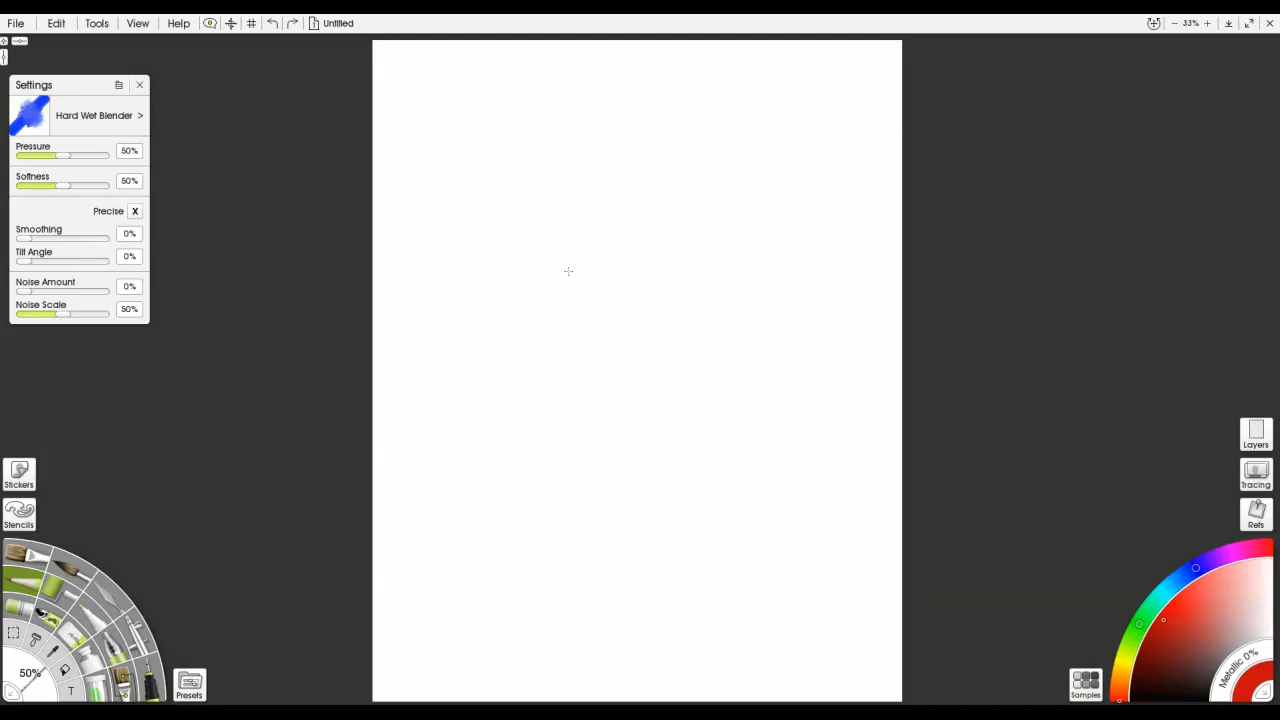 File Edit Tools View Help Untitled 33%
Settings
Hard Wet Blender >
Pressure 50%
Softness 50%
Precise X
Smoothing 0%
Tilt Angle 0%
Noise Amount 0%
Noise Scale 50%
Layers
Tracing
Refs
Stickers
Stencils
50%
T
Presets
Samples
Metallic 0%